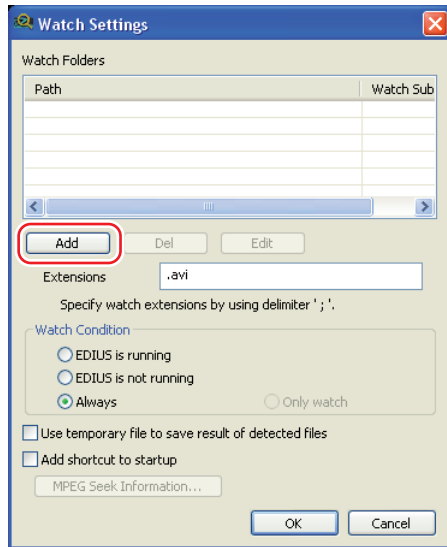 Watch Settings
Watch Folders
Path Watch Sub
Add Del Edit
Extensions .avi
Specify watch extensions by using delimiter ' ; '.
Watch Condition
EDIUS is running
EDIUS is not running
Always Only watch
Use temporary file to save result of detected files
Add shortcut to startup
MPEG Seek Information...
OK Cancel